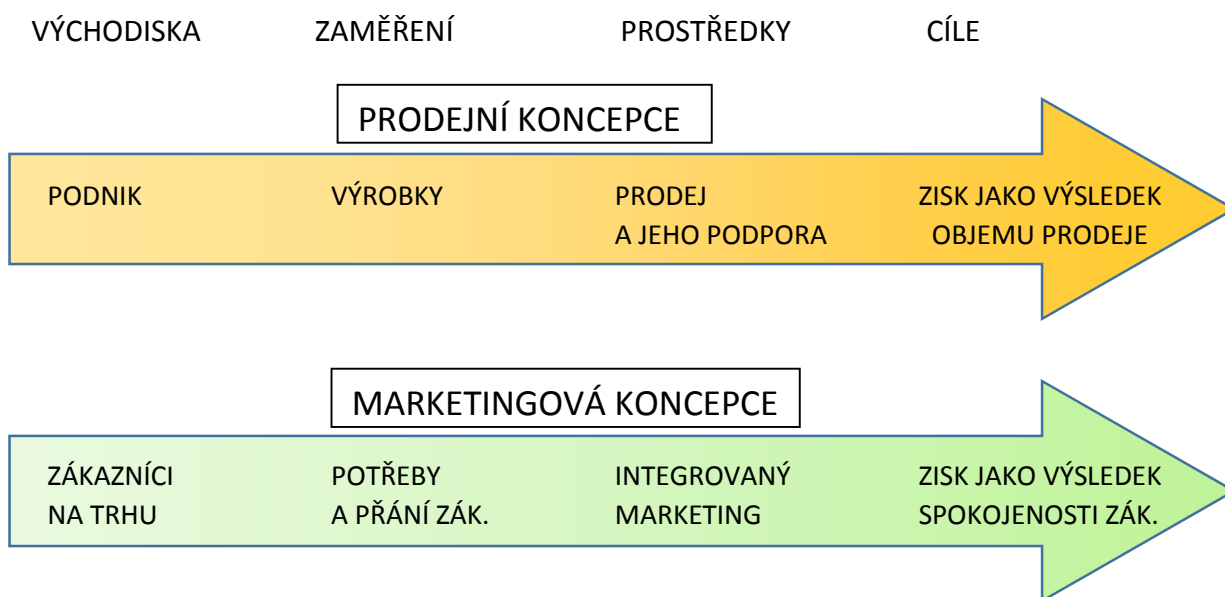 VÝCHODISKA ZAMĚŘENÍ PROSTŘEDKY CÍLE
PRODEJNÍ KONCEPCE
PODNIK VÝROBKY PRODEJ ZISK JAKO VÝSLEDEK
A JEHO PODPORA OBJEMU PRODEJE
MARKETINGOVÁ KONCEPCE
ZÁKAZNÍCI POTŘEBY INTEGROVANÝ ZISK JAKO VÝSLEDEK
NA TRHU A PŘÁNÍ ZÁK. MARKETING SPOKOJENOSTI ZÁK.